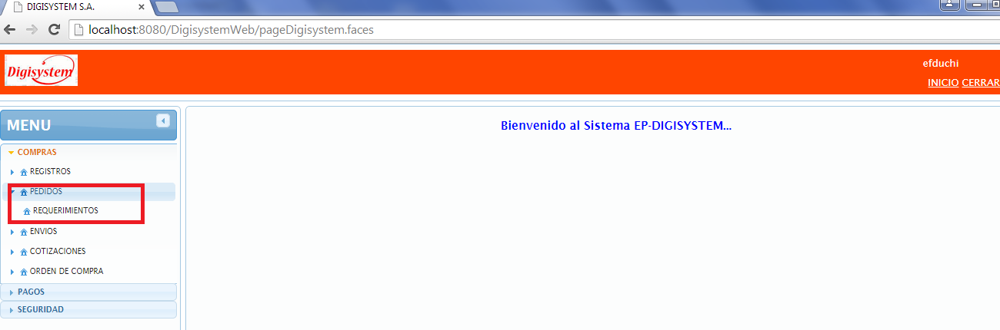 DIGISYSTEM S.A.
localhost:8080/DigisystemWeb/pageDigisystem.faces
Digisystem
efduchi
INICIO CERRAR
MENU
Bienvenido al Sistema EP-DIGISYSTEM...
COMPRAS
REGISTROS
PEDIDOS
REQUERIMIENTOS
ENVIOS
COTIZACIONES
ORDEN DE COMPRA
PAGOS
SEGURIDAD